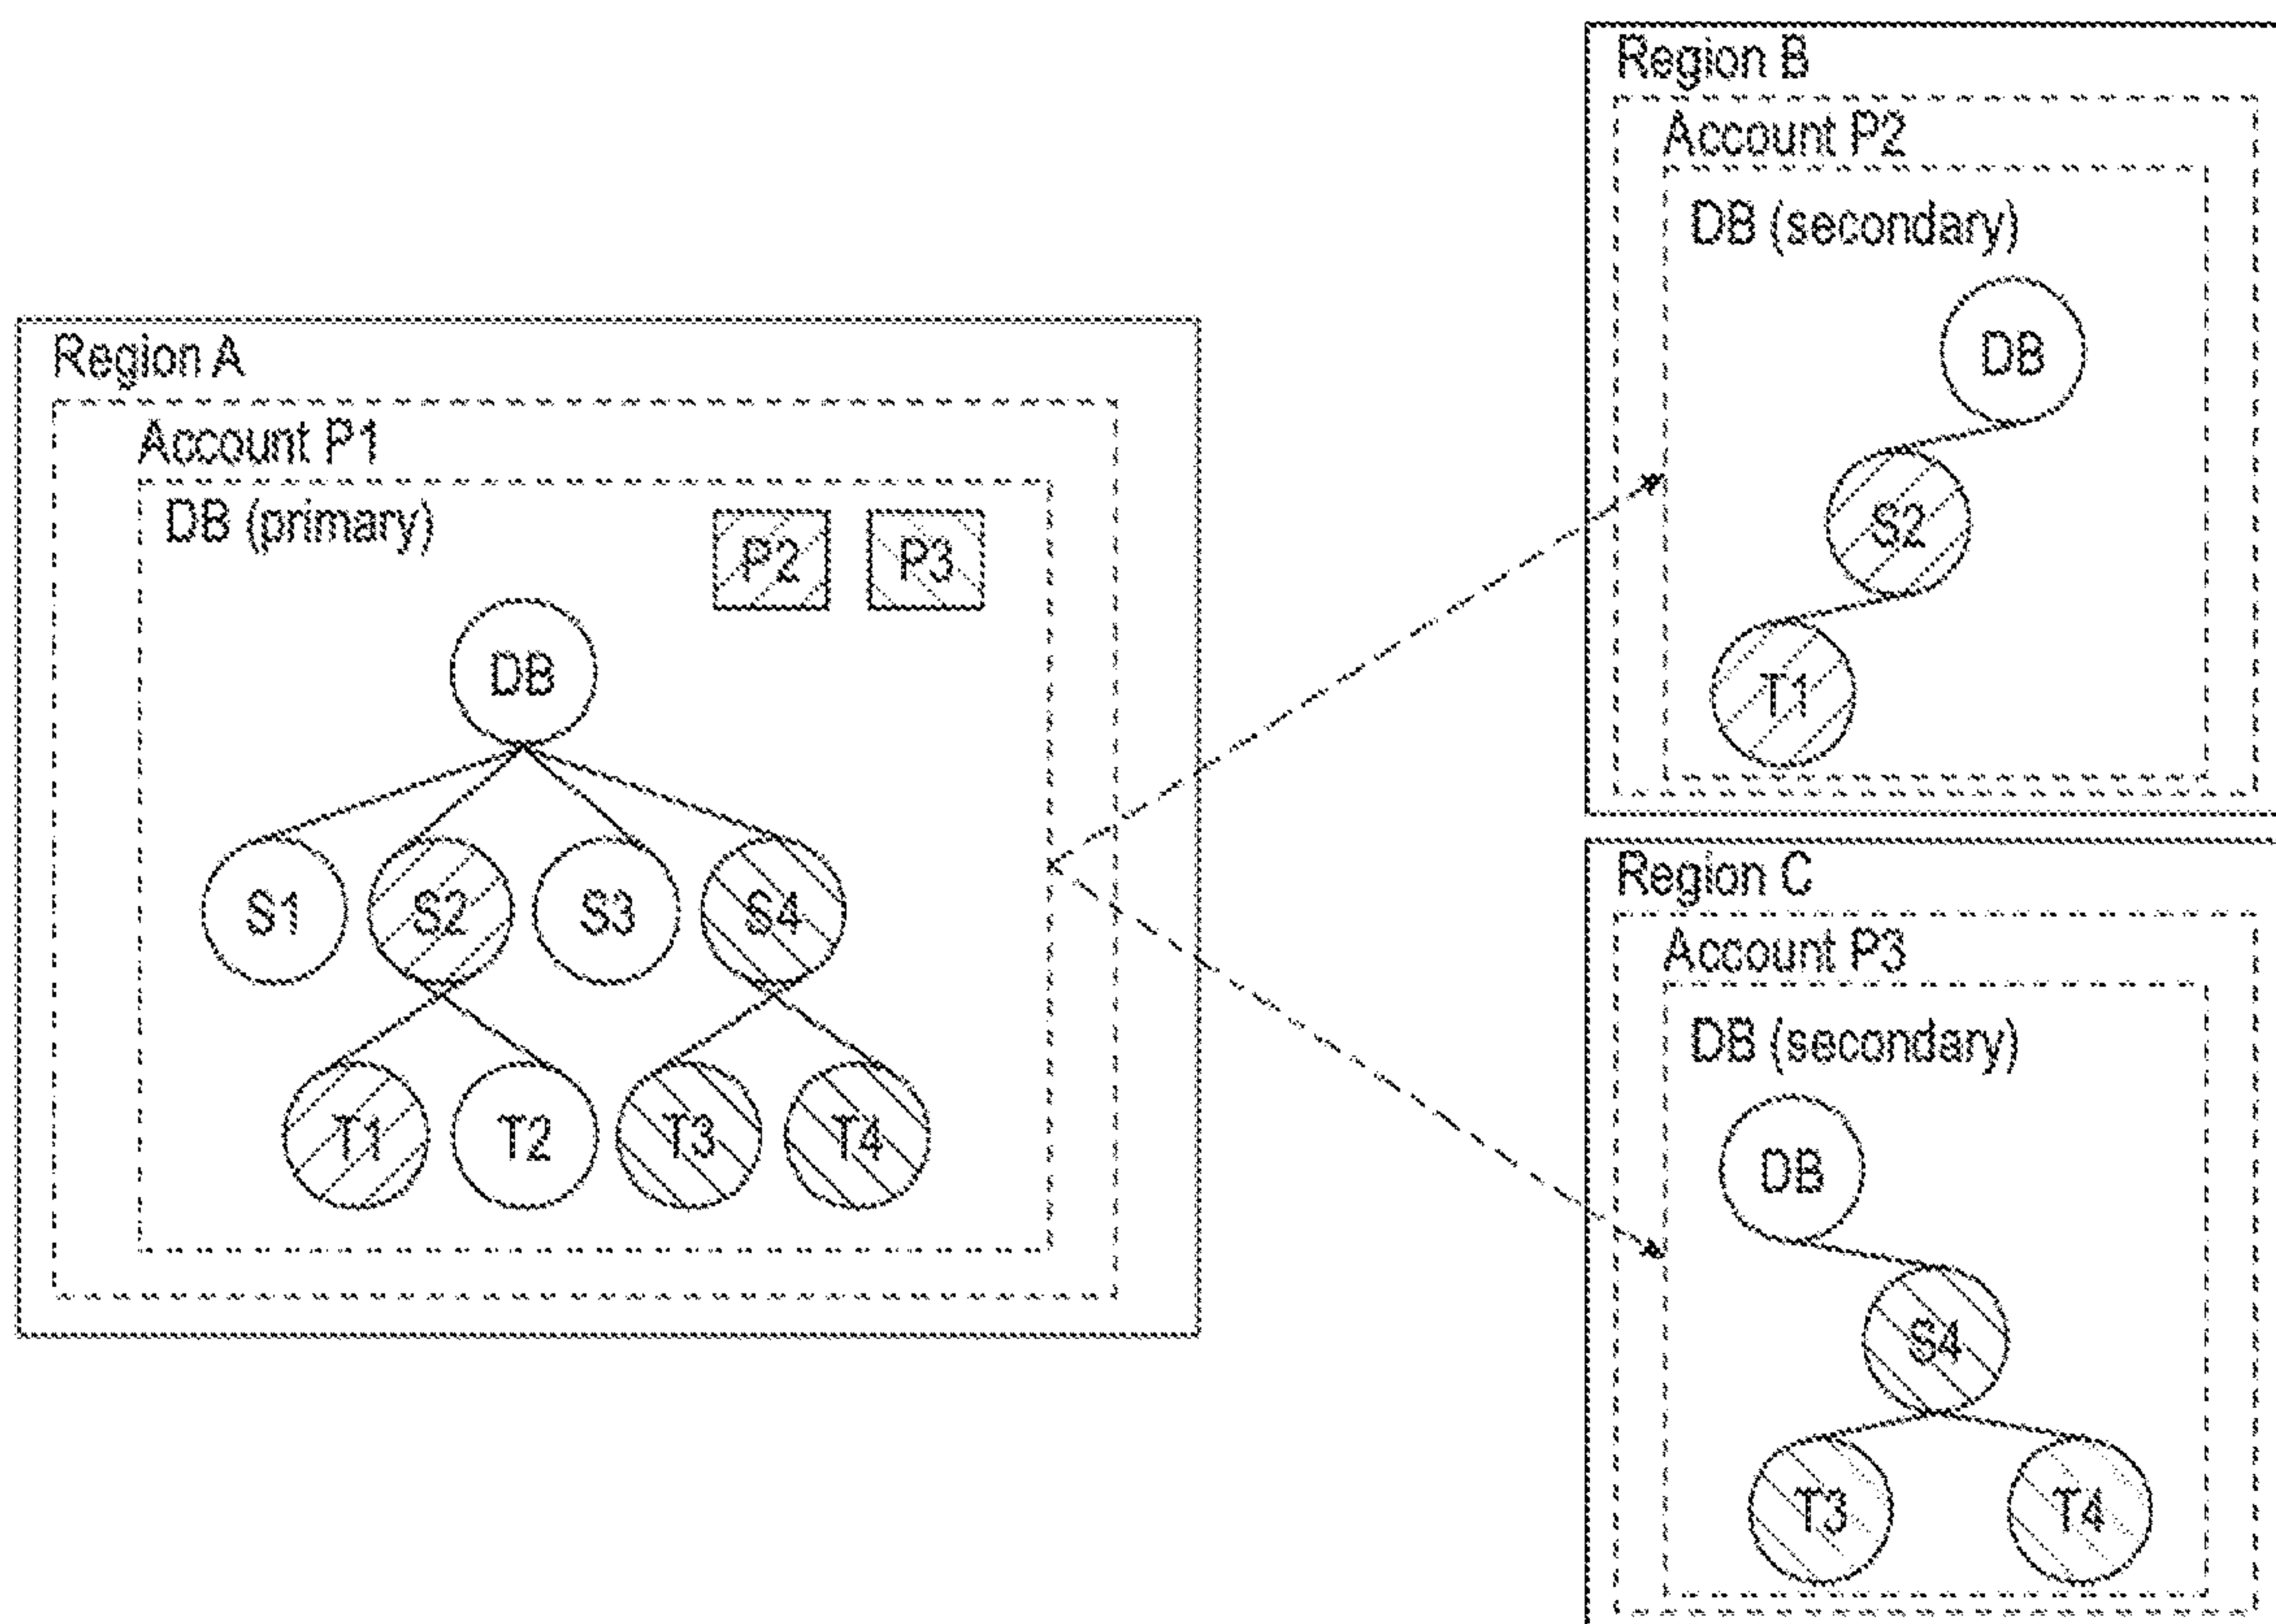 Region A
Account P1
DB (primary)
P2 P3
DB
S1 S2 S3 S4
T1 T2 T3 T4
Region B
Account P2
DB (secondary)
DB
S2
T1
Region C
Account P3
DB (secondary)
DB
S4
T3 T4